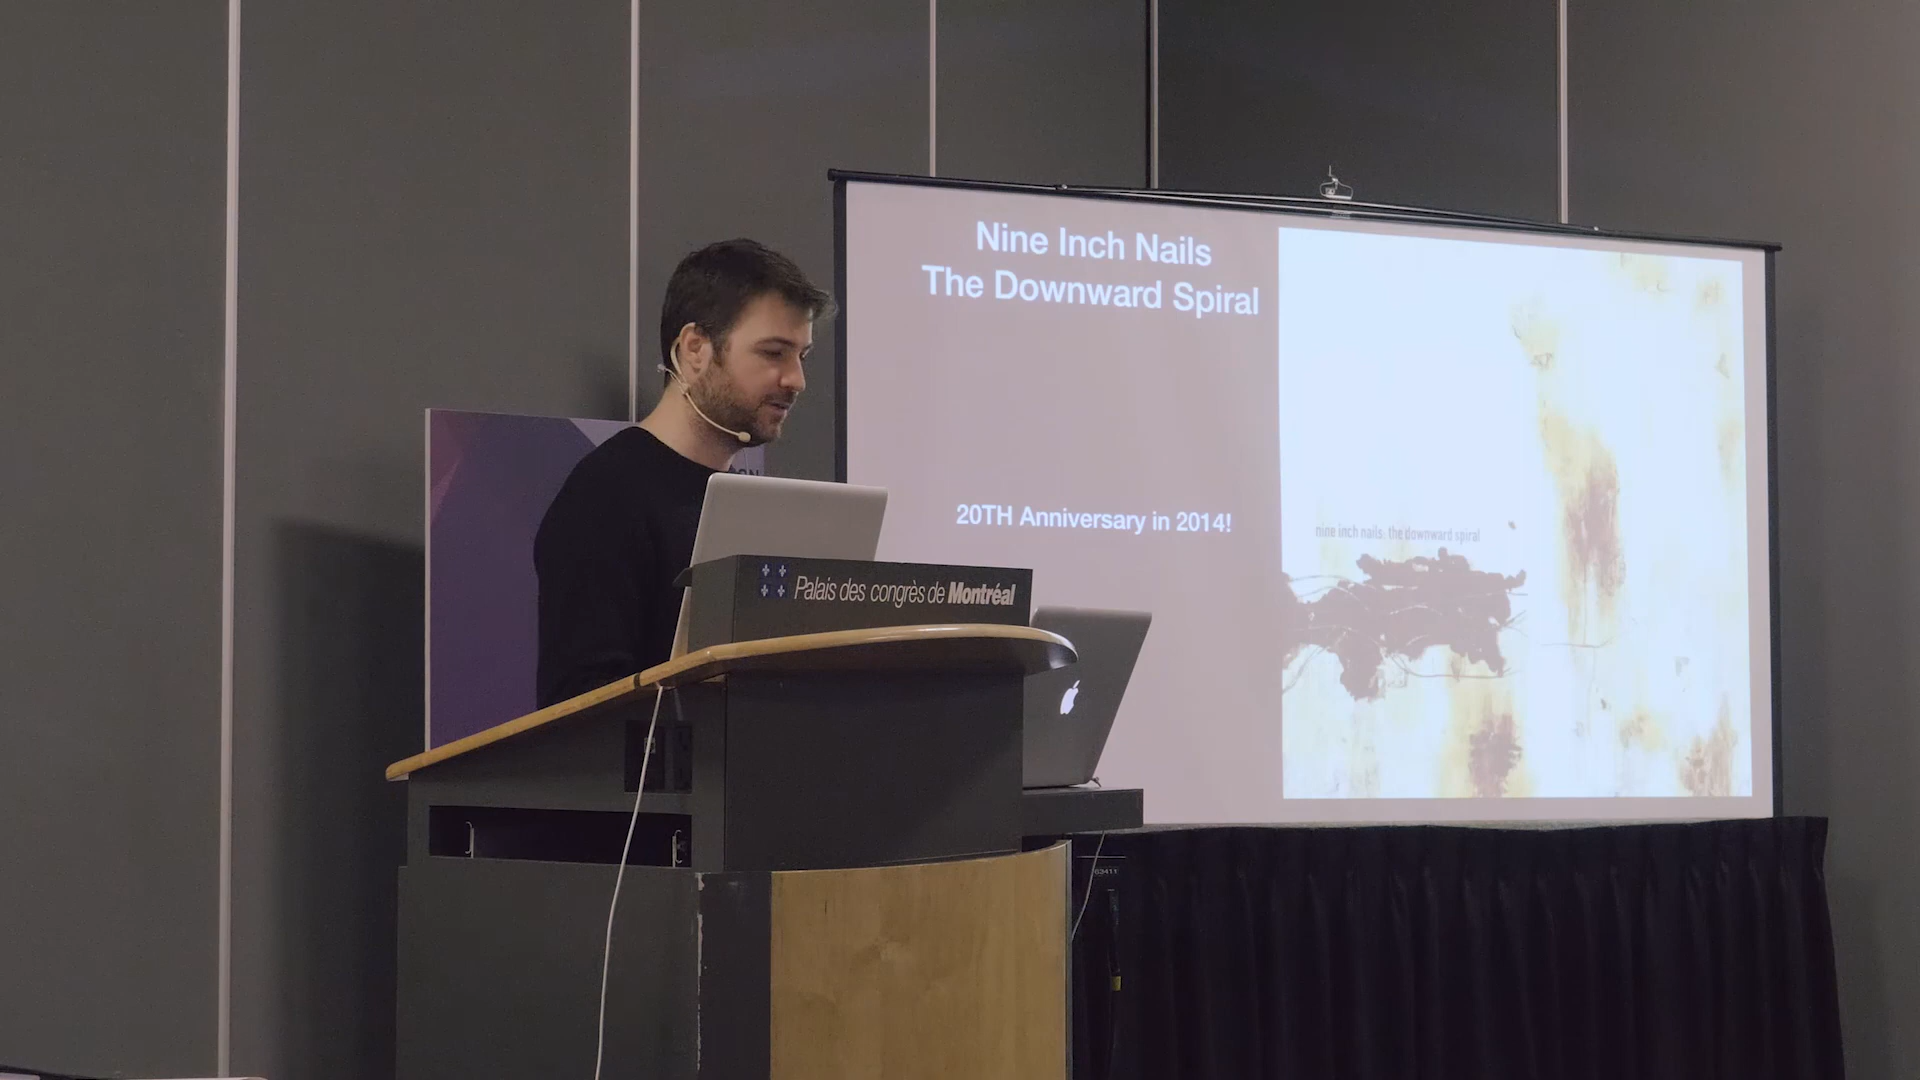 Nine Inch Nails
The Downward Spiral
20TH Anniversary in 2014!
nine inch nails: the downward spiral
Palais des congrès de Montréal
63411